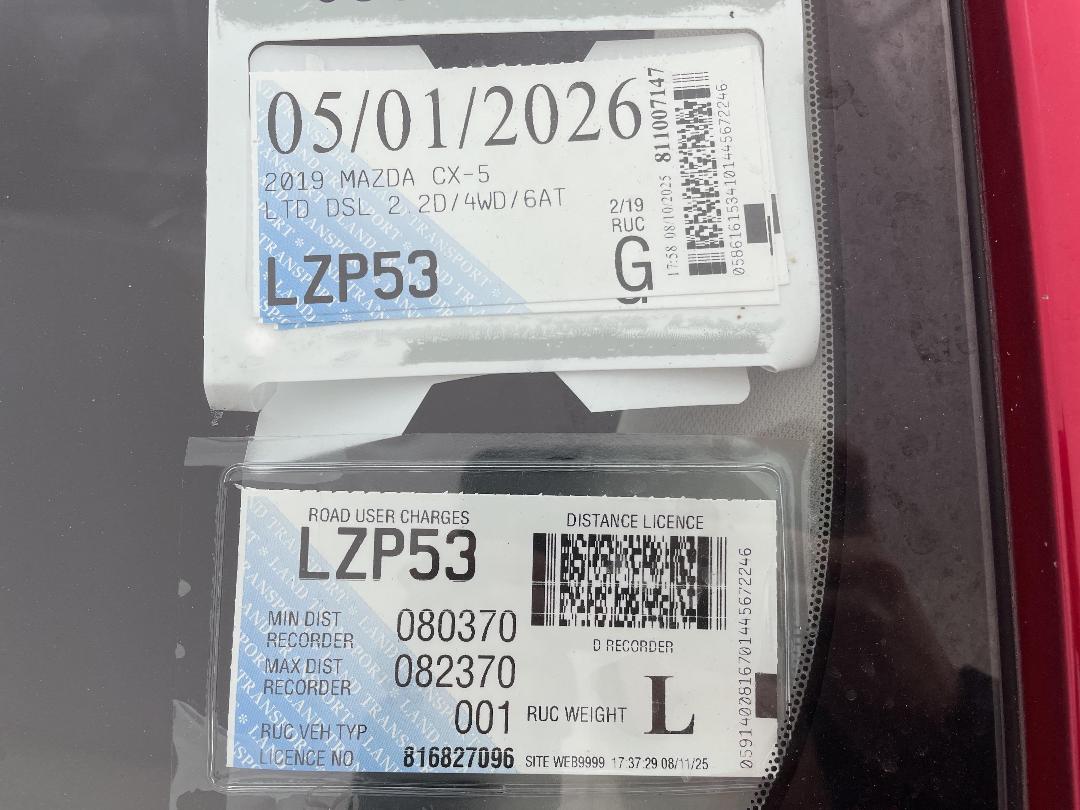 05/01/2026
2019 MAZDA CX-5
LTD DSL 2.2D/4WD/6AT
2/19
RUC
G
LZP53
17:58 08/10/2025 811007147
0586161534101445672246
ROAD USER CHARGES
LZP53
DISTANCE LICENCE
MIN DIST
RECORDER 080370
D RECORDER
MAX DIST
RECORDER 082370
RUC VEH TYP 001 RUC WEIGHT L
LICENCE NO 816827096 SITE WEB9999 17:37:29 08/11/25
0591400816701445672246